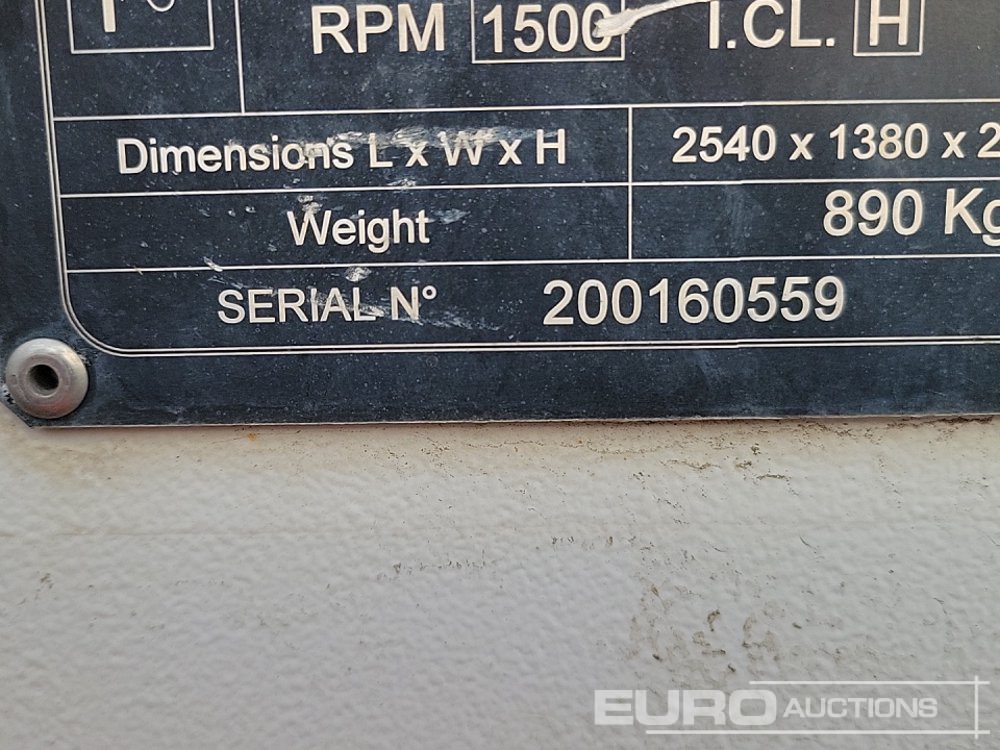 RPM 1500 I.CL. H
Dimensions L x W x H 2540 x 1380 x 2
Weight 890 Kg
SERIAL N° 200160559
EURO AUCTIONS